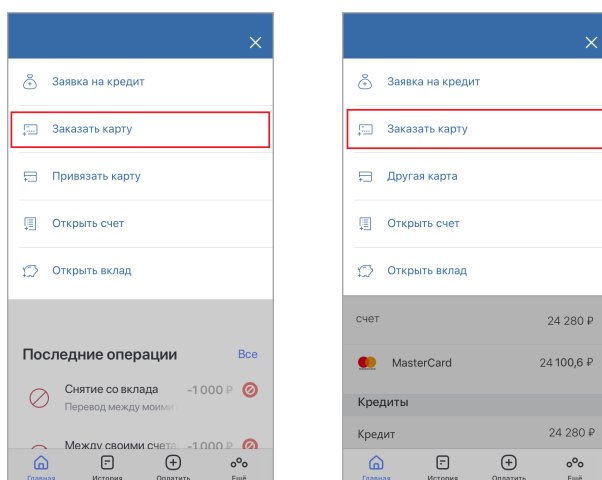 Заявка на кредит
Заказать карту
Привязать карту
Открыть счет
Открыть вклад
Последние операции Все
Снятие со вклада -1 000 ₽
Перевод между моими
Между своими счета -1 000 ₽
Главная История Оплатить Ещё
Заявка на кредит
Заказать карту
Другая карта
Открыть счет
Открыть вклад
счет 24 280 ₽
MasterCard 24 100,6 ₽
Кредиты
Кредит 24 280 ₽
Главная История Оплатить Ещё